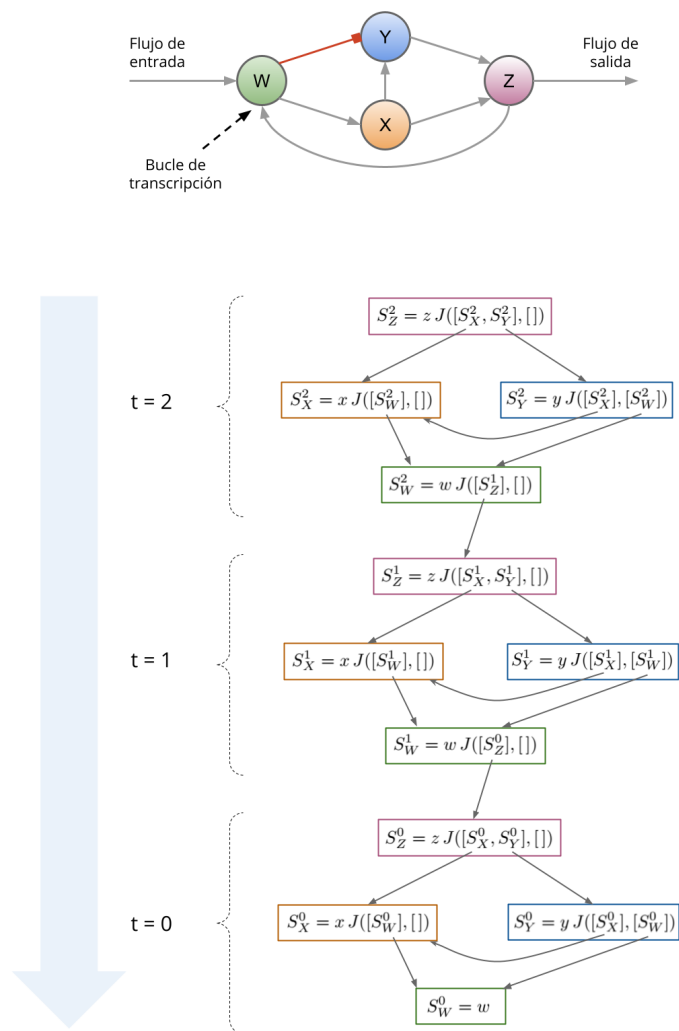 Flujo de
entrada
W
Y
X
Z
Flujo de
salida
Bucle de
transcripción
t = 2
$S_Z^2 = z\,J([S_X^2, S_Y^2],[\,])$
$S_X^2 = x\,J([S_W^2],[\,])$
$S_Y^2 = y\,J([S_X^2],[S_W^2])$
$S_W^2 = w\,J([S_Z^1],[\,])$
t = 1
$S_Z^1 = z\,J([S_X^1, S_Y^1],[\,])$
$S_X^1 = x\,J([S_W^1],[\,])$
$S_Y^1 = y\,J([S_X^1],[S_W^1])$
$S_W^1 = w\,J([S_Z^0],[\,])$
t = 0
$S_Z^0 = z\,J([S_X^0, S_Y^0],[\,])$
$S_X^0 = x\,J([S_W^0],[\,])$
$S_Y^0 = y\,J([S_X^0],[S_W^0])$
$S_W^0 = w$